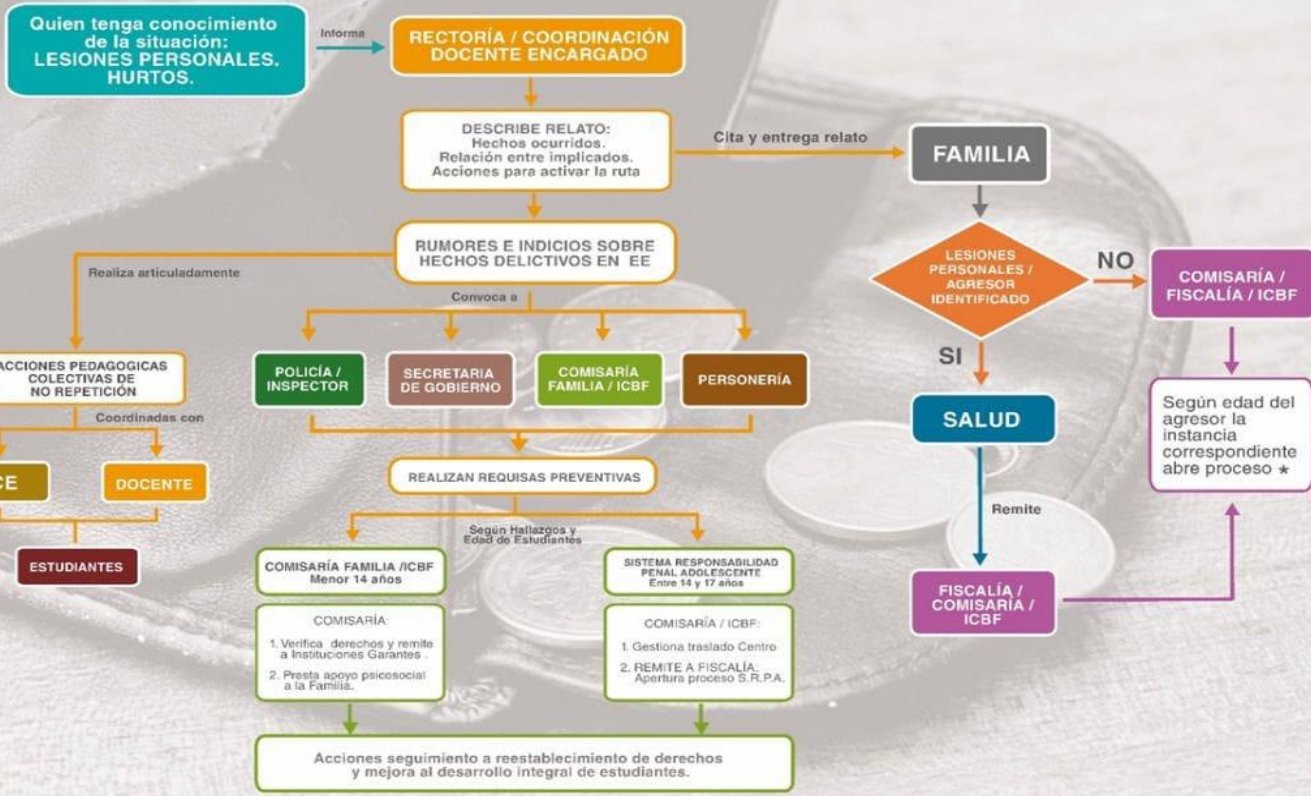 Quien tenga conocimiento
de la situación:
LESIONES PERSONALES.
HURTOS.
Informa
RECTORÍA / COORDINACIÓN
DOCENTE ENCARGADO
DESCRIBE RELATO:
Hechos ocurridos.
Relación entre implicados.
Acciones para activar la ruta
Cita y entrega relato
FAMILIA
RUMORES E INDICIOS SOBRE
HECHOS DELICTIVOS EN EE
LESIONES
PERSONALES /
AGRESOR
IDENTIFICADO
NO
COMISARÍA /
FISCALÍA / ICBF
Realiza articuladamente
Convoca a
SI
ACCIONES PEDAGOGICAS
COLECTIVAS DE
NO REPETICIÓN
POLICÍA /
INSPECTOR
SECRETARIA
DE GOBIERNO
COMISARÍA
FAMILIA / ICBF
PERSONERÍA
SALUD
Según edad del
agresor la
instancia
correspondiente
abre proceso *
Coordinadas con
CE
DOCENTE
REALIZAN REQUISAS PREVENTIVAS
Remite
ESTUDIANTES
Según Hallazgos y
Edad de Estudiantes
COMISARÍA FAMILIA /ICBF
Menor 14 años
SISTEMA RESPONSABILIDAD
PENAL ADOLESCENTE
Entre 14 y 17 años
FISCALÍA /
COMISARÍA /
ICBF
COMISARÍA:
1. Verifica derechos y remite
a Instituciones Garantes .
2. Presta apoyo psicosocial
a la Familia.
COMISARÍA / ICBF:
1. Gestiona traslado Centro
2. REMITE A FISCALÍA:
Apertura proceso S.R.P.A.
Acciones seguimiento a reestablecimiento de derechos
y mejora al desarrollo integral de estudiantes.